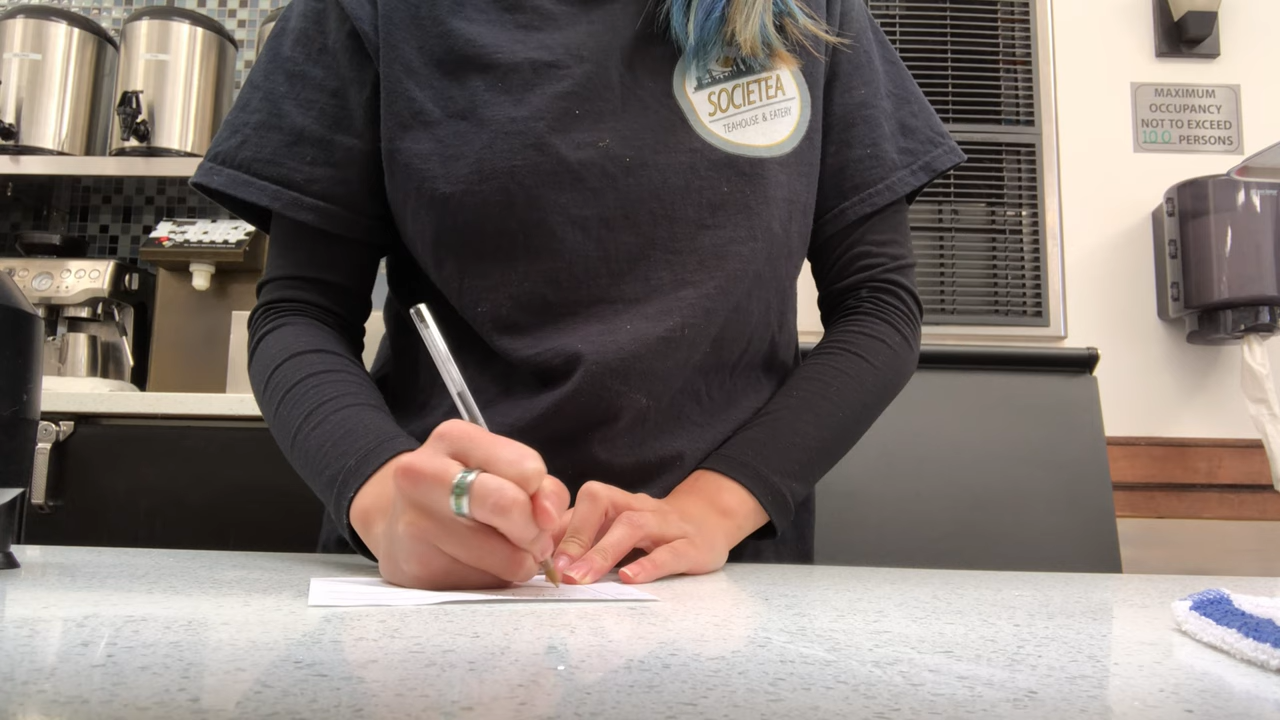 SOCIETEA
TEAHOUSE & EATERY
MAXIMUM
OCCUPANCY
NOT TO EXCEED
100 PERSONS